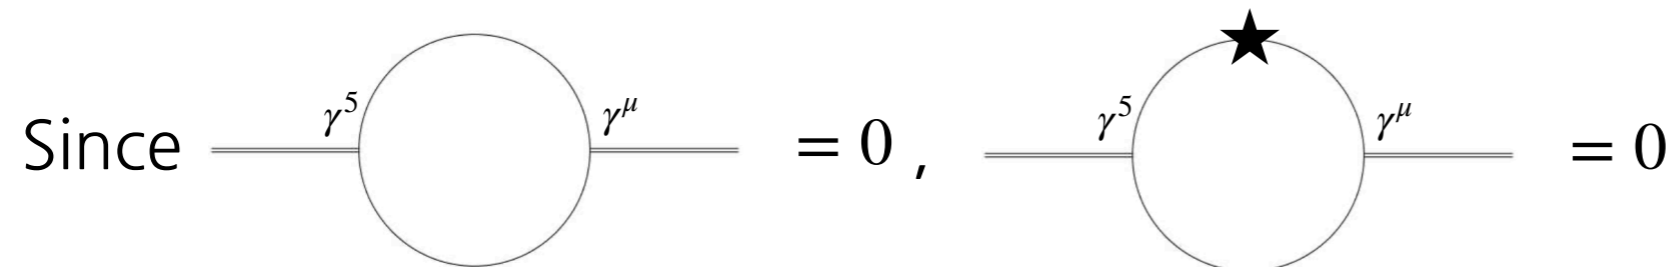 Since γ⁵ γ^μ = 0 , γ⁵ γ^μ = 0